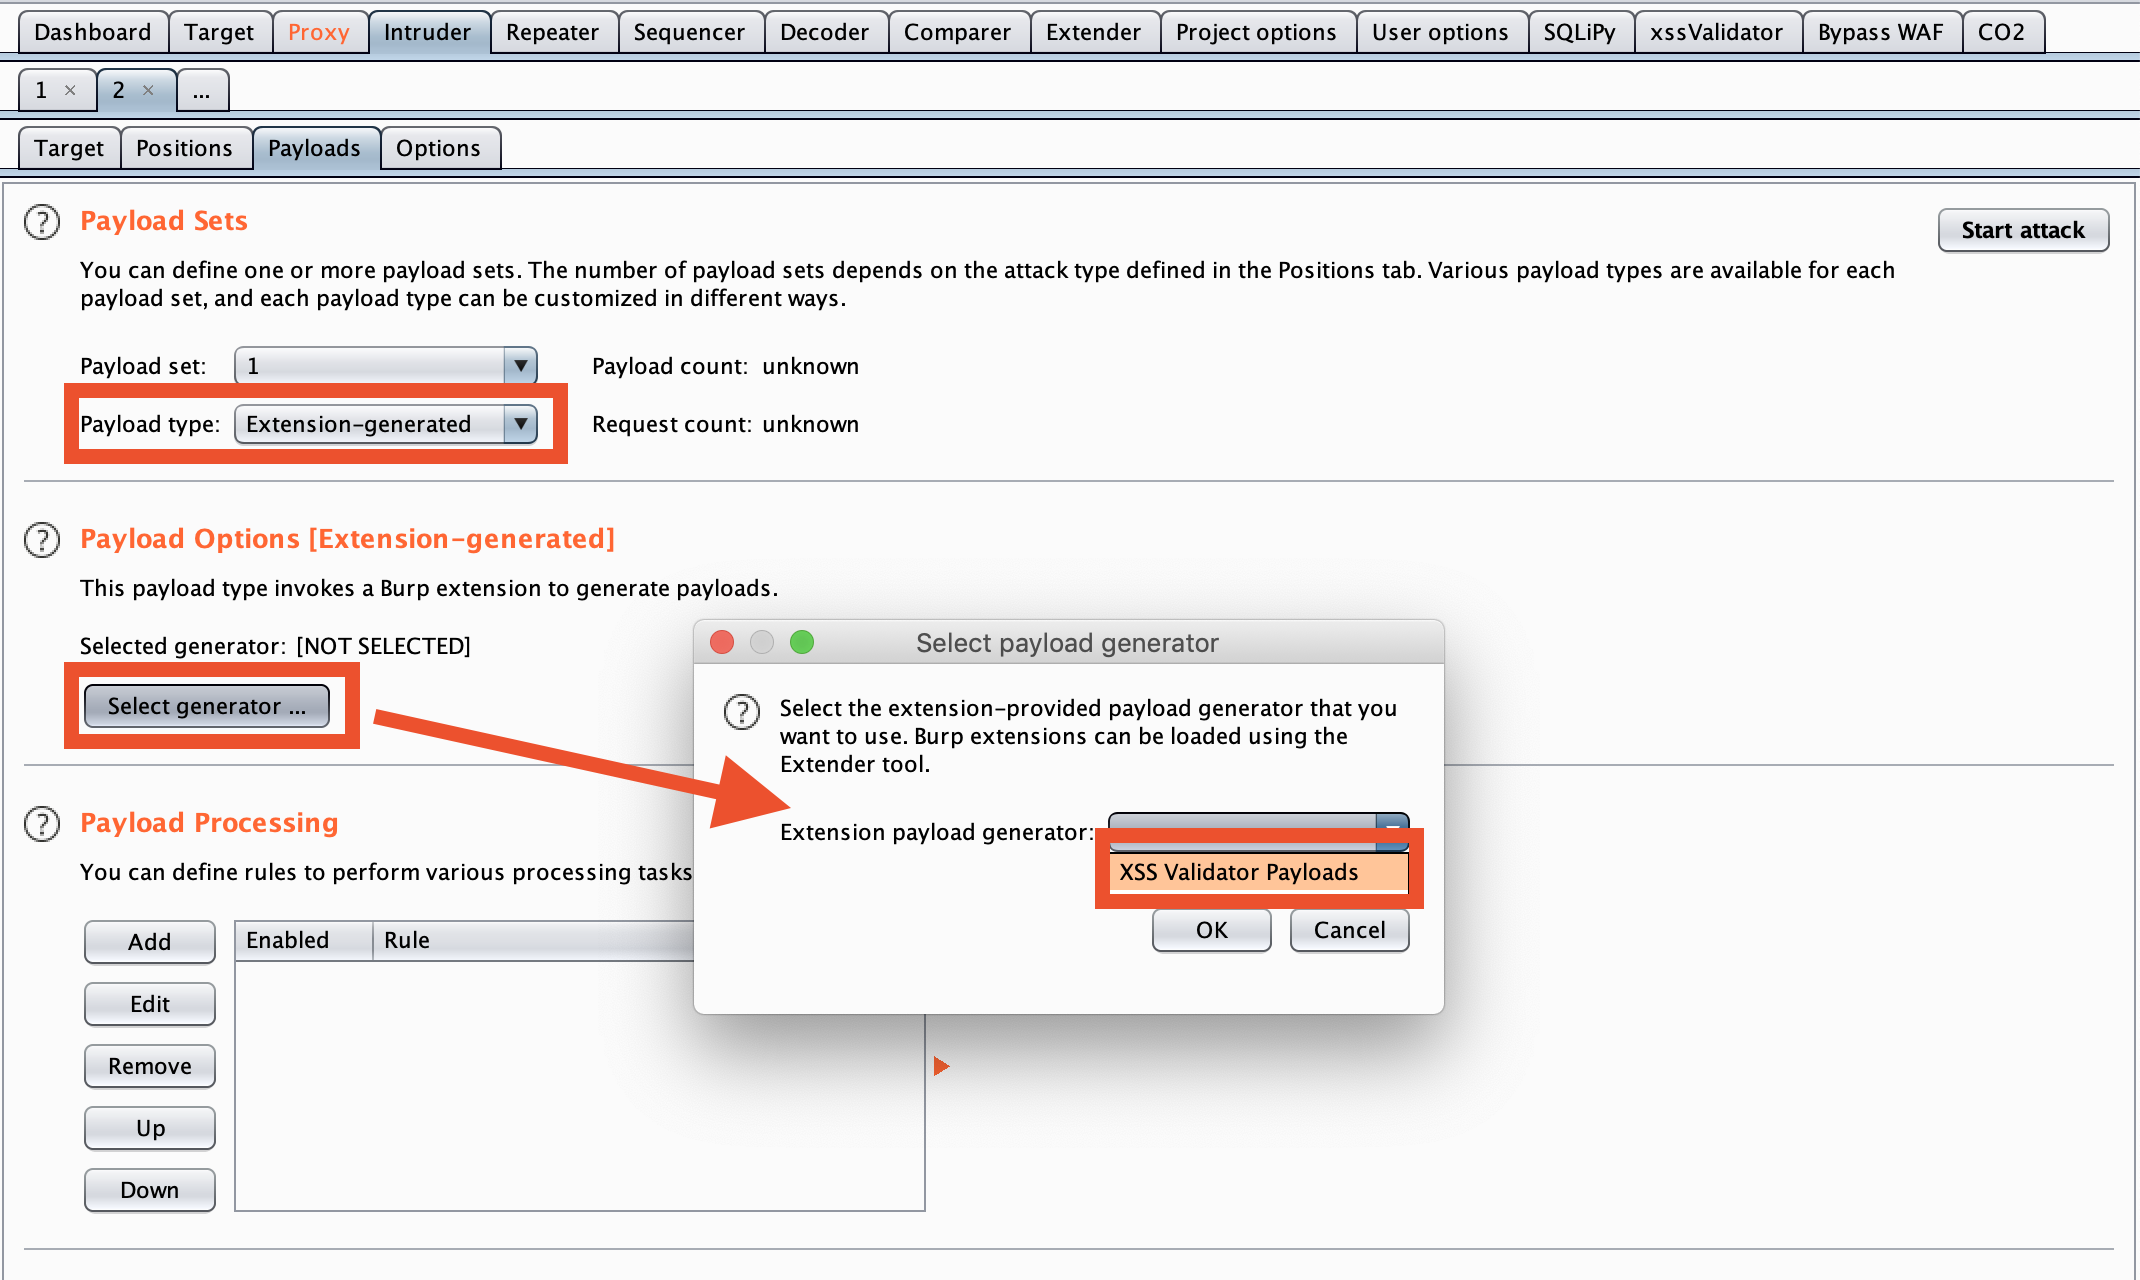 Dashboard Target Proxy Intruder Repeater Sequencer Decoder Comparer Extender Project options User options SQLiPy xssValidator Bypass WAF CO2
1 × 2 × ...
Target Positions Payloads Options
? Payload Sets
Start attack
You can define one or more payload sets. The number of payload sets depends on the attack type defined in the Positions tab. Various payload types are available for each
payload set, and each payload type can be customized in different ways.
Payload set: 1 Payload count: unknown
Payload type: Extension-generated Request count: unknown
? Payload Options [Extension-generated]
This payload type invokes a Burp extension to generate payloads.
Selected generator: [NOT SELECTED]
Select generator ...
Select payload generator
? Select the extension-provided payload generator that you
want to use. Burp extensions can be loaded using the
Extender tool.
Extension payload generator:
XSS Validator Payloads
OK Cancel
? Payload Processing
You can define rules to perform various processing tasks
Add
Edit
Remove
Up
Down
Enabled Rule